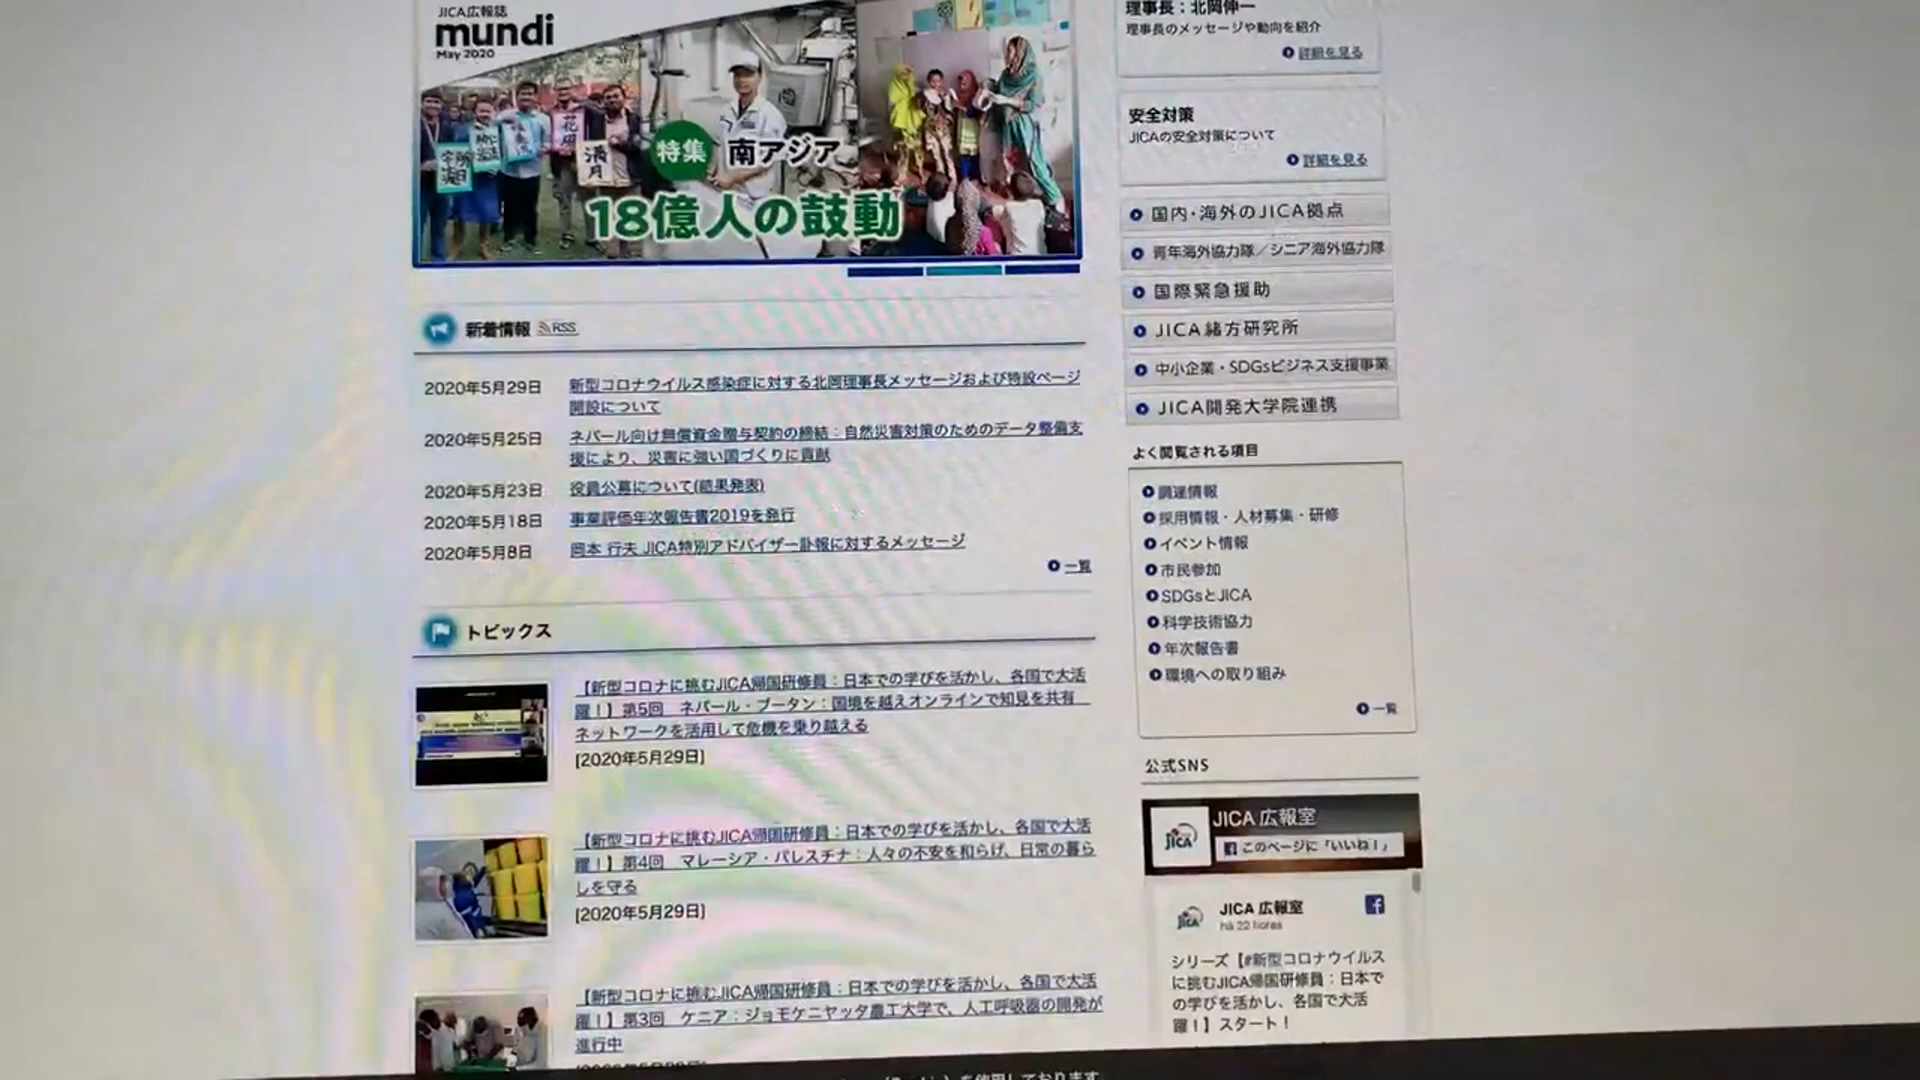 JICA広報誌
mundi
May 2020
満月
特集 南アジア
18億人の鼓動
新着情報 RSS
2020年5月29日 新型コロナウイルス感染症に対する北岡理事長メッセージおよび特設ページ
開設について
2020年5月25日 ネパール向け無償資金贈与契約の締結：自然災害対策のためのデータ整備支
援により、災害に強い国づくりに貢献
2020年5月23日 役員公募について(結果発表)
2020年5月18日 事業評価年次報告書2019を発行
2020年5月8日 岡本 行夫 JICA特別アドバイザー訃報に対するメッセージ
一覧
トピックス
【新型コロナに挑むJICA帰国研修員：日本での学びを活かし、各国で大活
躍！】第5回 ネパール・ブータン：国境を越えオンラインで知見を共有
ネットワークを活用して危機を乗り越える
[2020年5月29日]
【新型コロナに挑むJICA帰国研修員：日本での学びを活かし、各国で大活
躍！】第4回 マレーシア・パレスチナ：人々の不安を和らげ、日常の暮ら
しを守る
[2020年5月29日]
【新型コロナに挑むJICA帰国研修員：日本での学びを活かし、各国で大活
躍！】第3回 ケニア：ジョモケニヤッタ農工大学で、人工呼吸器の開発が
進行中
理事長：北岡伸一
理事長のメッセージや動向を紹介
詳細を見る
安全対策
JICAの安全対策について
詳細を見る
国内・海外のJICA拠点
青年海外協力隊／シニア海外協力隊
国際緊急援助
JICA緒方研究所
中小企業・SDGsビジネス支援事業
JICA開発大学院連携
よく閲覧される項目
調達情報
採用情報・人材募集・研修
イベント情報
市民参加
SDGsとJICA
科学技術協力
年次報告書
環境への取り組み
一覧
公式SNS
JICA 広報室
このページに「いいね！」
JICA 広報室
há 22 horas
シリーズ【#新型コロナウイルス
に挑むJICA帰国研修員：日本で
の学びを活かし、各国で大活
躍！】スタート！
を使用しております